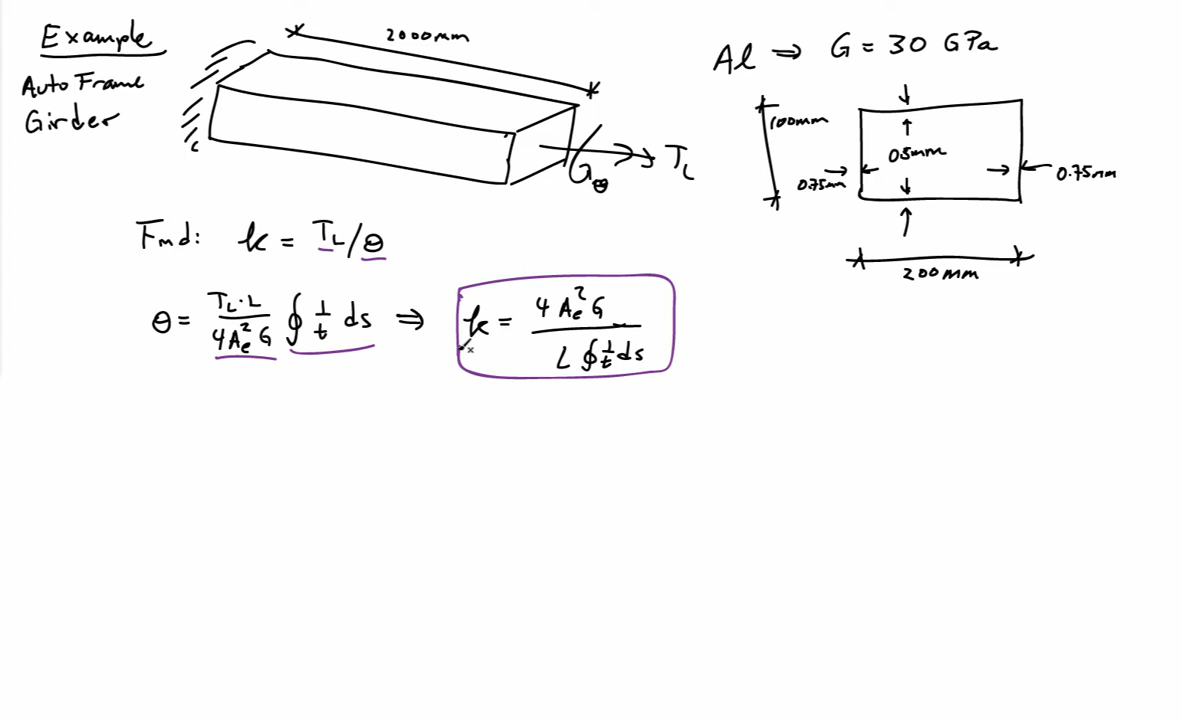 Example
Auto Frame
Girder
2000mm
θ
T_L
Al ⇒ G = 30 GPa
100mm
0.5mm
0.75mm
0.75mm
200mm
Find: k = T_L/θ
θ = T_L·L / 4A_e²G ∮ 1/t ds ⇒ k = 4A_e²G / L ∮ 1/t ds